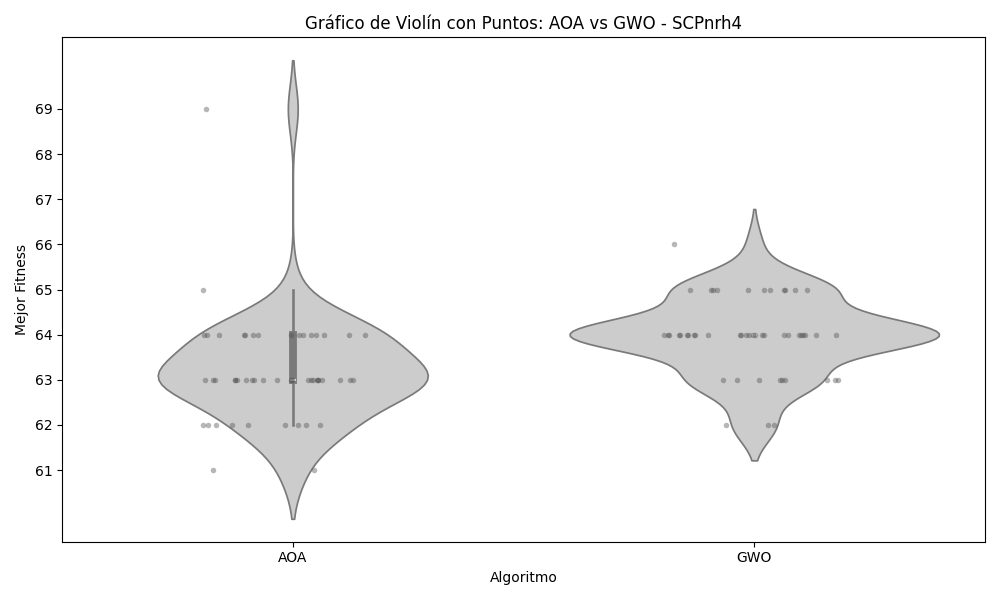 Gráfico de Violín con Puntos: AOA vs GWO - SCPnrh4
69
68
67
66
65
64
63
62
61
Mejor Fitness
AOA
GWO
Algoritmo